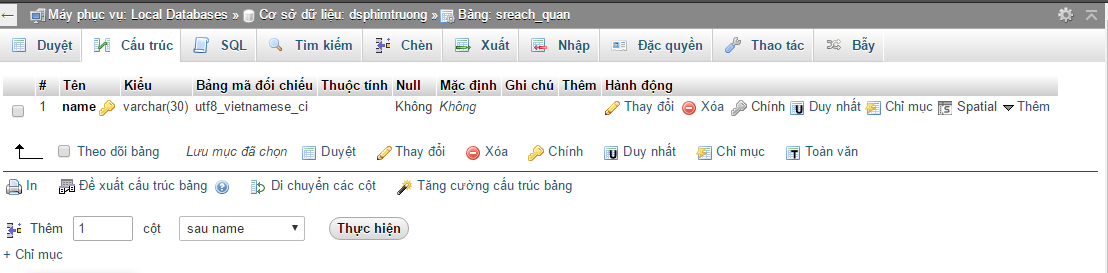 Máy phục vụ: Local Databases » Cơ sở dữ liệu: dsphimtruong » Bảng: sreach_quan
Duyệt Cấu trúc SQL Tìm kiếm Chèn Xuất Nhập Đặc quyền Thao tác Bẫy
# Tên Kiểu Bảng mã đối chiếu Thuộc tính Null Mặc định Ghi chú Thêm Hành động
1 name varchar(30) utf8_vietnamese_ci Không Không Thay đổi Xóa Chính Duy nhất Chỉ mục Spatial Thêm
Theo dõi bảng Lưu mục đã chọn Duyệt Thay đổi Xóa Chính Duy nhất Chỉ mục Toàn văn
In Đề xuất cấu trúc bảng Di chuyển các cột Tăng cường cấu trúc bảng
Thêm 1 cột sau name Thực hiện
+ Chỉ mục